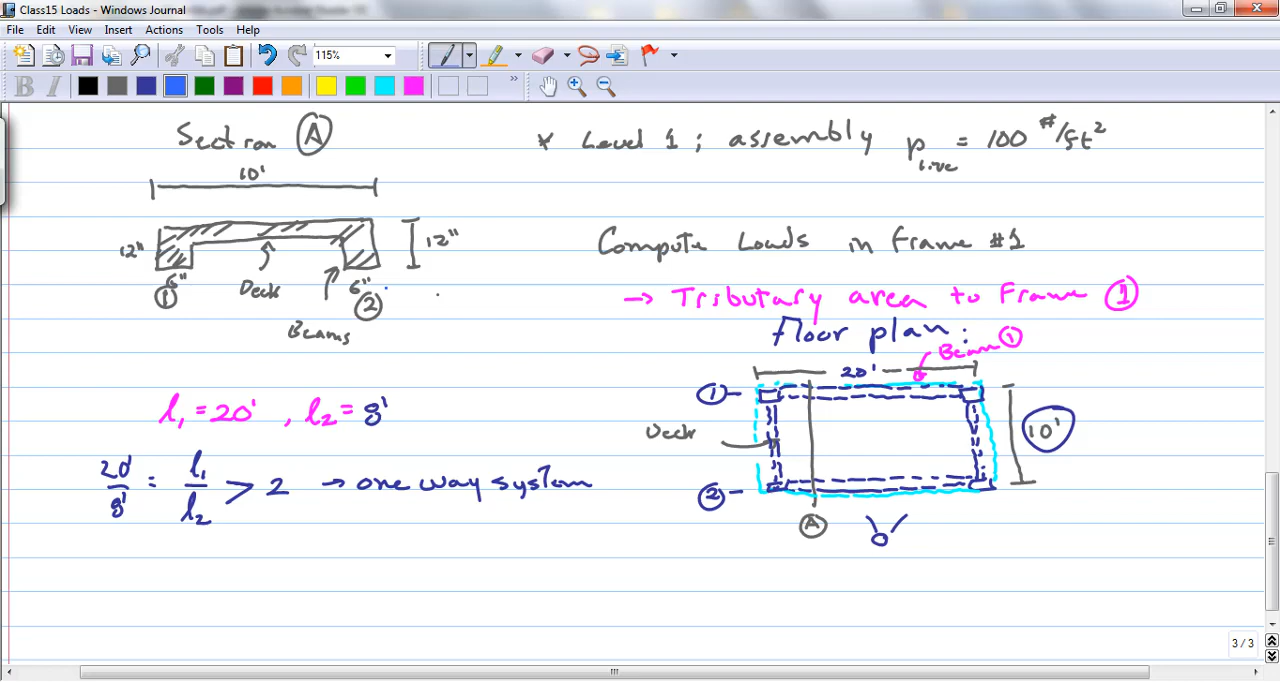 Class15 Loads - Windows Journal
File Edit View Insert Actions Tools Help
115%
B I
Section A
10'
12"
12"
6"
6"
1
Deck
2
Beams
* Level 1 ; assembly p live = 100 #/ft2
Compute Loads in Frame #1
→ Tributary area to Frame 1
floor plan :
Beam 1
20'
1
Deck
10'
2
A
l1 = 20' , l2 = 8'
20'/8' = l1/l2 > 2 → one way system
3 / 3